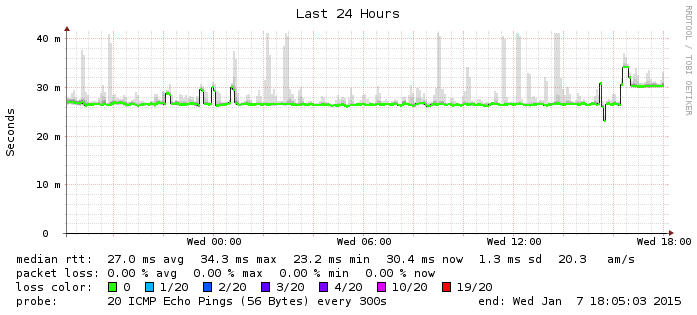 Last 24 Hours
RRDTOOL / TOBI OETIKER
Seconds
40 m
30 m
20 m
10 m
0
Wed 00:00 Wed 06:00 Wed 12:00 Wed 18:00
median rtt: 27.0 ms avg 34.3 ms max 23.2 ms min 30.4 ms now 1.3 ms sd 20.3 am/s
packet loss: 0.00 % avg 0.00 % max 0.00 % min 0.00 % now
loss color: 0 1/20 2/20 3/20 4/20 10/20 19/20
probe: 20 ICMP Echo Pings (56 Bytes) every 300s end: Wed Jan 7 18:05:03 2015